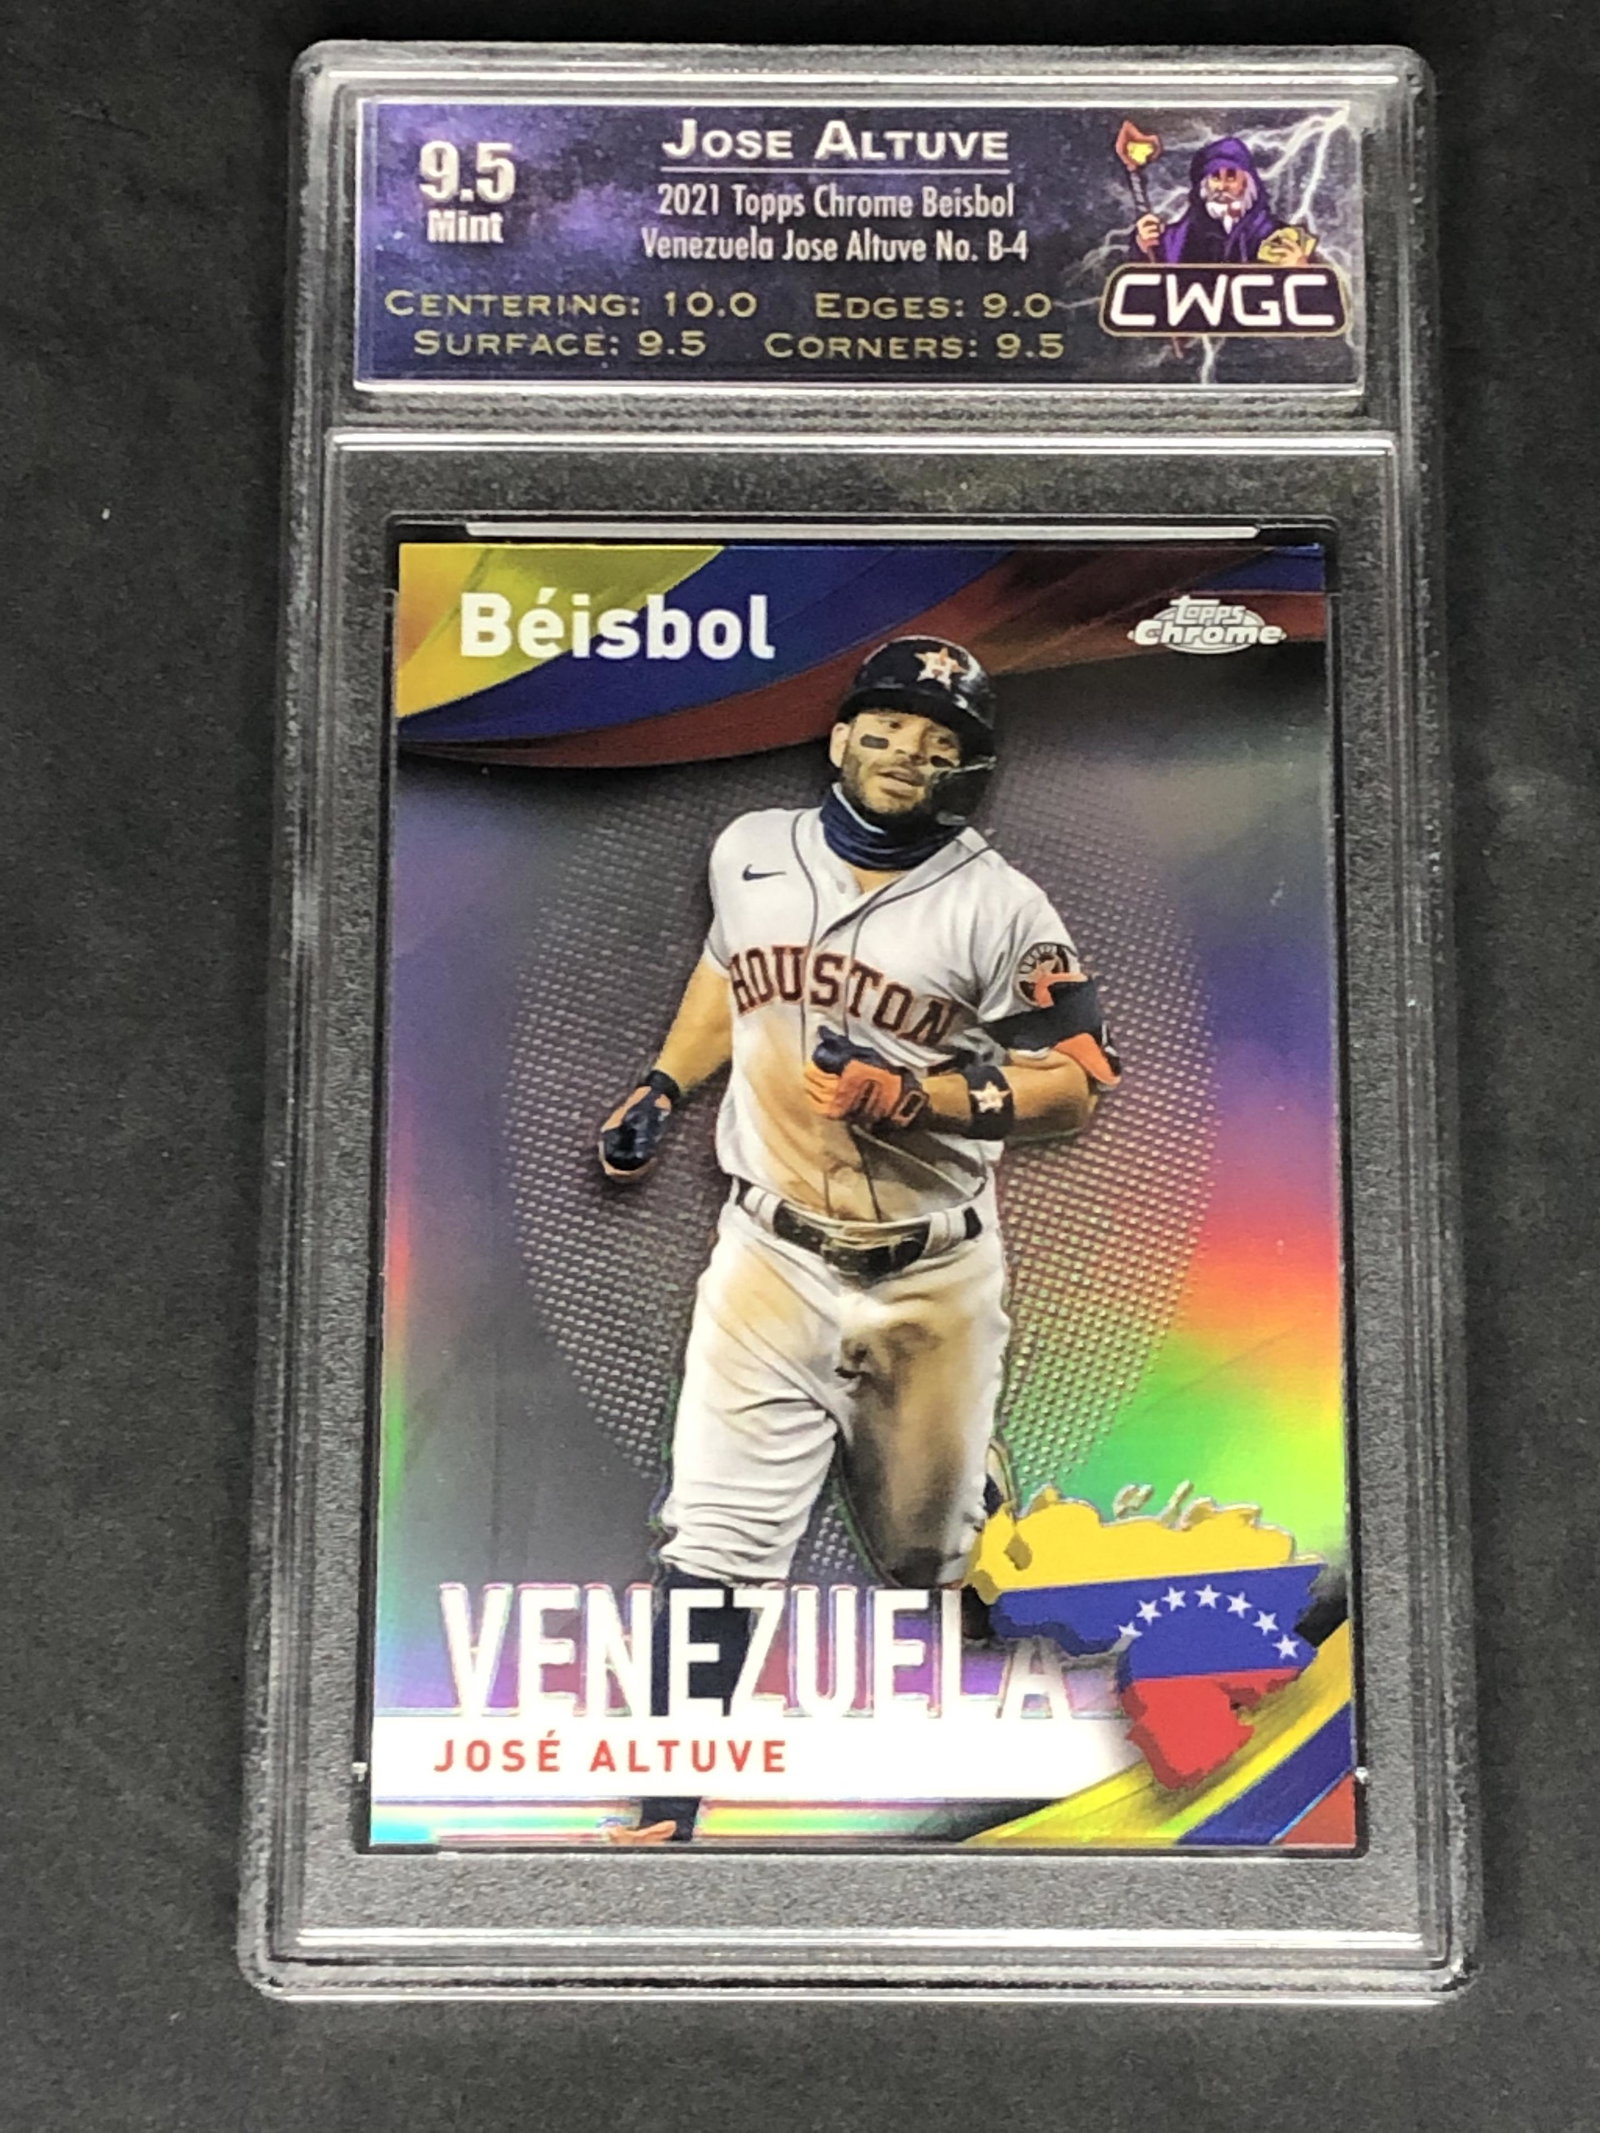 9.5
Mint
JOSE ALTUVE
2021 Topps Chrome Beisbol
Venezuela Jose Altuve No. B-4
CENTERING: 10.0 EDGES: 9.0
SURFACE: 9.5 CORNERS: 9.5
CWGC
Béisbol
Topps
Chrome
H
HOUSTON
VENEZUELA
JOSÉ ALTUVE